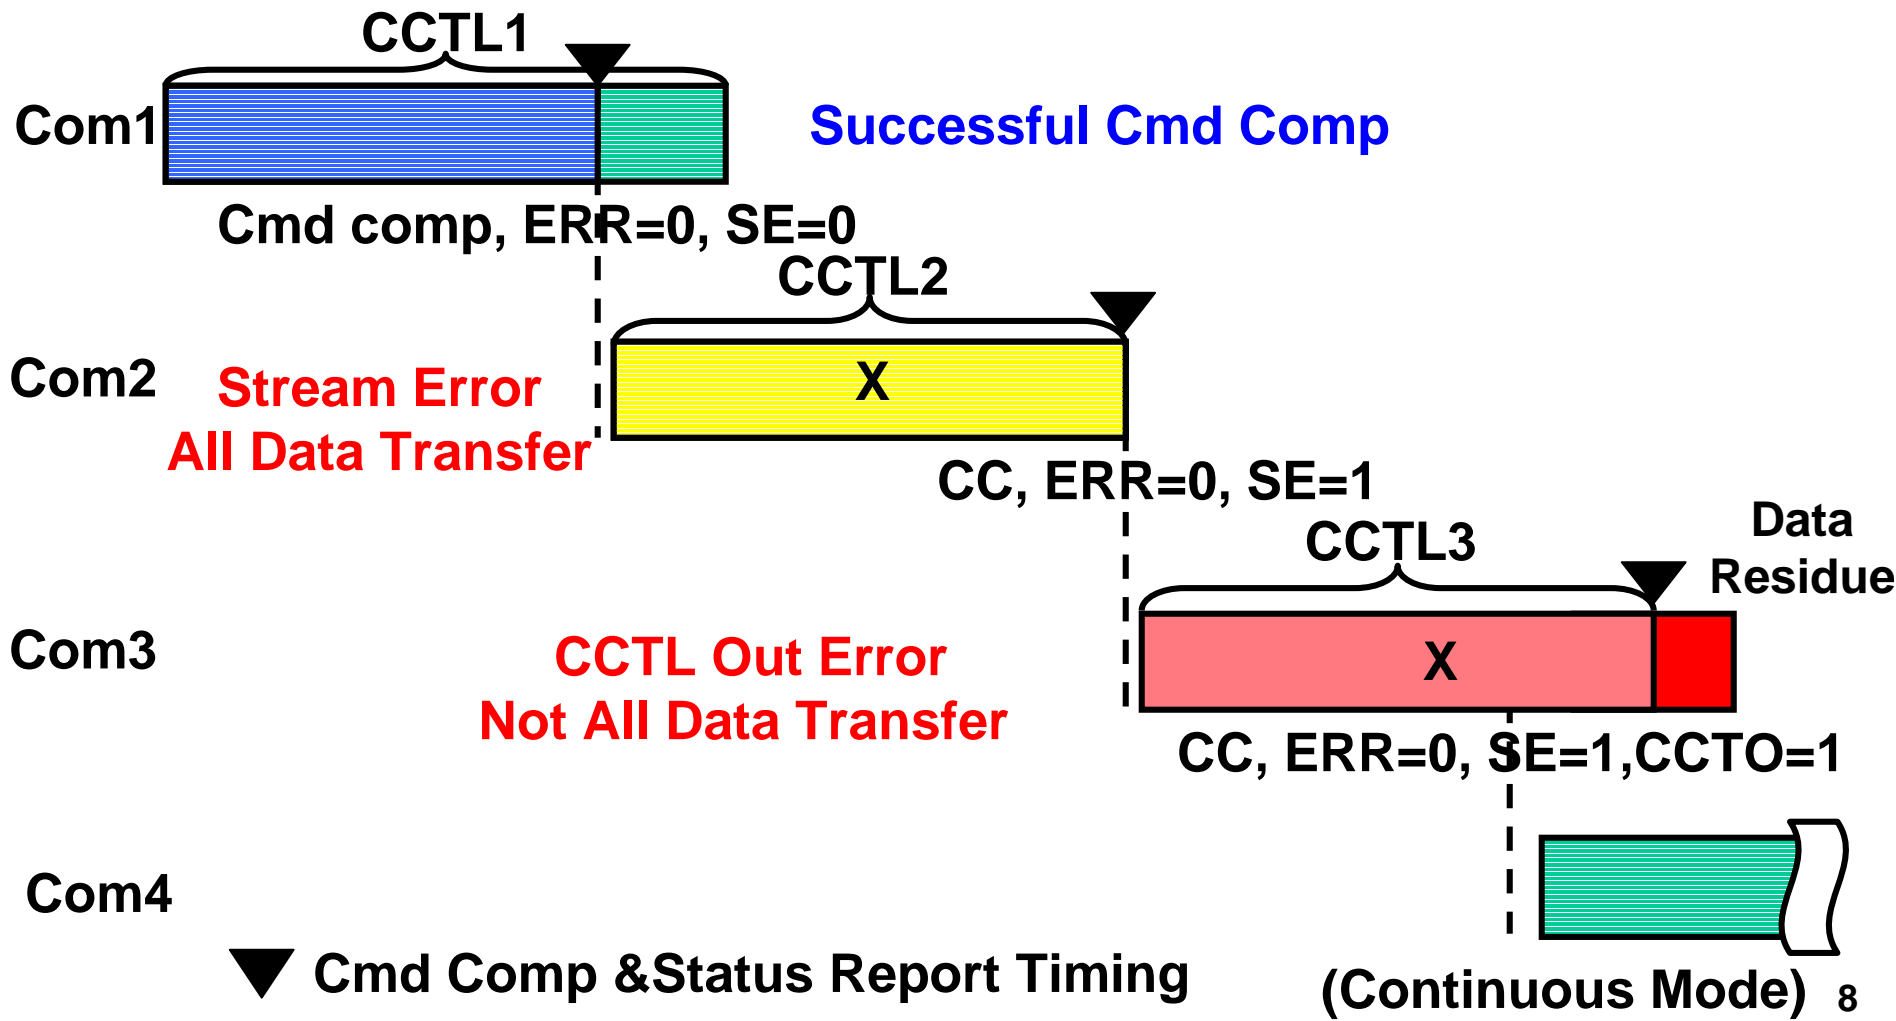 CCTL1
Com1
Successful Cmd Comp
Cmd comp, ERR=0, SE=0
CCTL2
Com2
X
Stream Error
All Data Transfer
CC, ERR=0, SE=1
CCTL3
Data
Residue
Com3
X
CCTL Out Error
Not All Data Transfer
CC, ERR=0, SE=1,CCTO=1
Com4
Cmd Comp &Status Report Timing
(Continuous Mode)
8